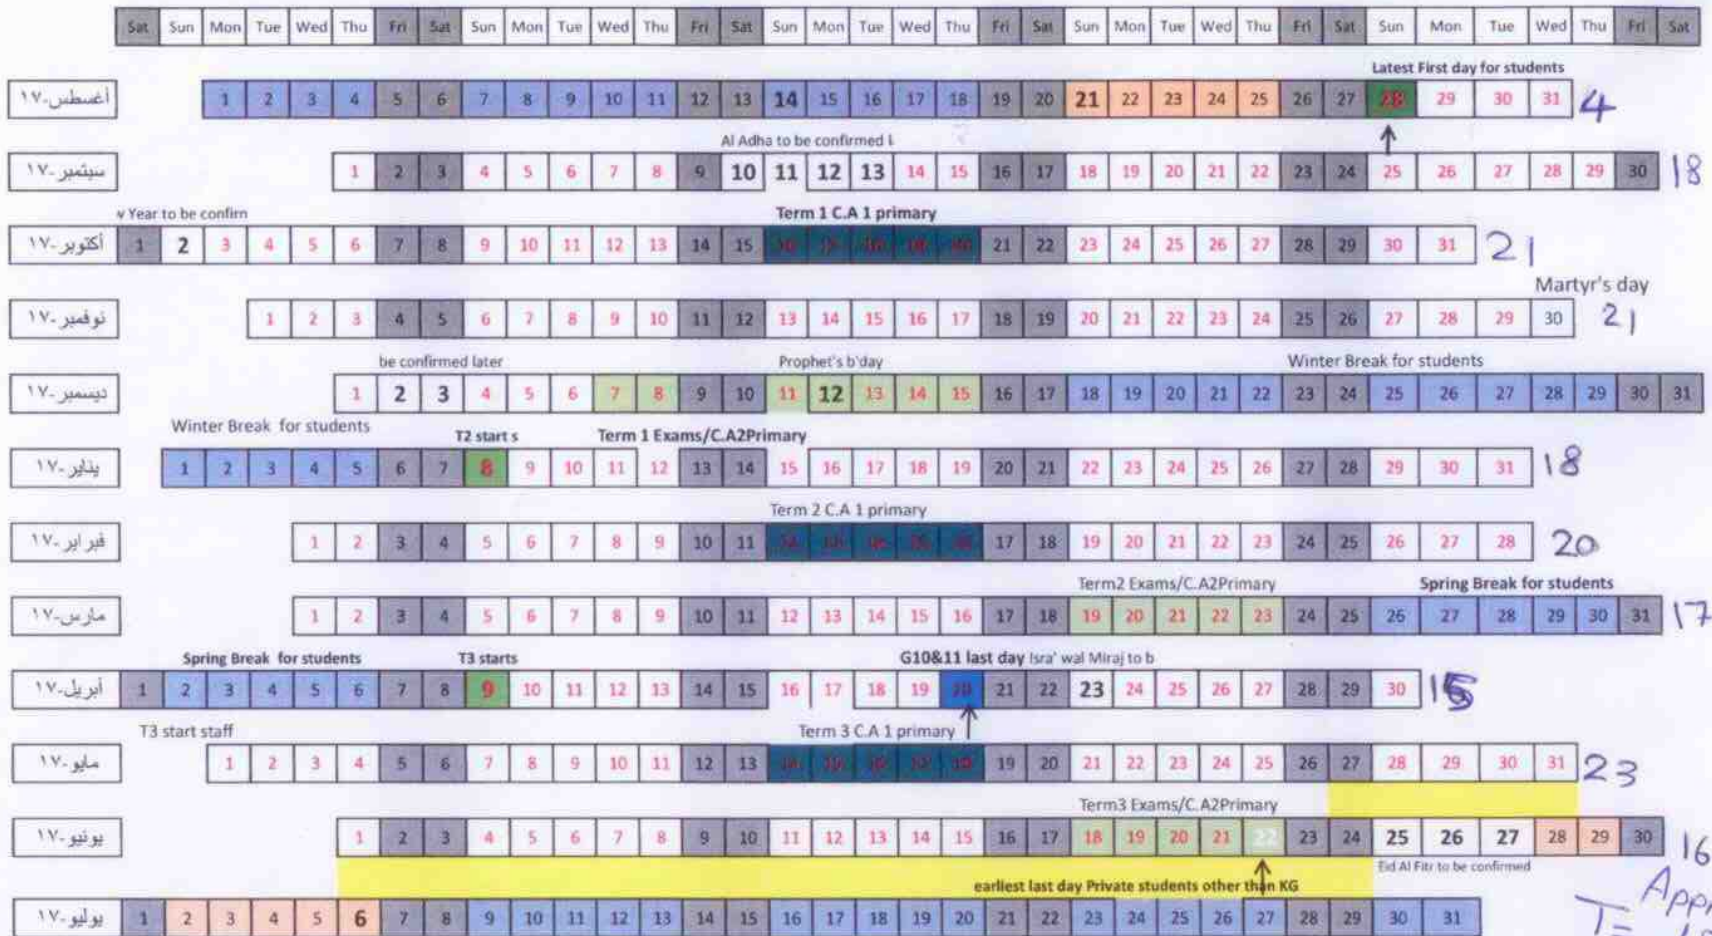 Sat Sun Mon Tue Wed Thu Fri Sat Sun Mon Tue Wed Thu Fri Sat Sun Mon Tue Wed Thu Fri Sat Sun Mon Tue Wed Thu Fri Sat Sun Mon Tue Wed Thu Fri Sat
Latest First day for students
أغسطس-١٧ 1 2 3 4 5 6 7 8 9 10 11 12 13 14 15 16 17 18 19 20 21 22 23 24 25 26 27 28 29 30 31 4
Al Adha to be confirmed l
سبتمبر-١٧ 1 2 3 4 5 6 7 8 9 10 11 12 13 14 15 16 17 18 19 20 21 22 23 24 25 26 27 28 29 30 18
v Year to be confirn Term 1 C.A 1 primary
أكتوبر-١٧ 1 2 3 4 5 6 7 8 9 10 11 12 13 14 15 16 17 18 19 20 21 22 23 24 25 26 27 28 29 30 31 21
Martyr's day
نوفمبر-١٧ 1 2 3 4 5 6 7 8 9 10 11 12 13 14 15 16 17 18 19 20 21 22 23 24 25 26 27 28 29 30 21
be confirmed later Prophet's b'day Winter Break for students
ديسمبر-١٧ 1 2 3 4 5 6 7 8 9 10 11 12 13 14 15 16 17 18 19 20 21 22 23 24 25 26 27 28 29 30 31
Winter Break for students T2 start s Term 1 Exams/C.A2Primary
يناير-١٧ 1 2 3 4 5 6 7 8 9 10 11 12 13 14 15 16 17 18 19 20 21 22 23 24 25 26 27 28 29 30 31 18
Term 2 C.A 1 primary
فبراير-١٧ 1 2 3 4 5 6 7 8 9 10 11 12 13 14 15 16 17 18 19 20 21 22 23 24 25 26 27 28 20
Term2 Exams/C.A2Primary Spring Break for students
مارس-١٧ 1 2 3 4 5 6 7 8 9 10 11 12 13 14 15 16 17 18 19 20 21 22 23 24 25 26 27 28 29 30 31 17
Spring Break for students T3 starts G10&11 last day Isra' wal Miraj to b
أبريل-١٧ 1 2 3 4 5 6 7 8 9 10 11 12 13 14 15 16 17 18 19 20 21 22 23 24 25 26 27 28 29 30 15
T3 start staff Term 3 C.A 1 primary
مايو-١٧ 1 2 3 4 5 6 7 8 9 10 11 12 13 14 15 16 17 18 19 20 21 22 23 24 25 26 27 28 29 30 31 23
Term3 Exams/C.A2Primary
يونيو-١٧ 1 2 3 4 5 6 7 8 9 10 11 12 13 14 15 16 17 18 19 20 21 22 23 24 25 26 27 28 29 30 16
Eid Al Fitr to be confirmed
earliest last day Private students other than KG
يوليو-١٧ 1 2 3 4 5 6 7 8 9 10 11 12 13 14 15 16 17 18 19 20 21 22 23 24 25 26 27 28 29 30 31
T=